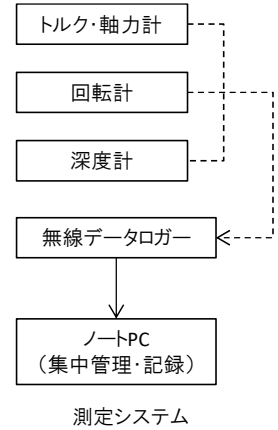 トルク・軸力計
回転計
深度計
無線データロガー
ノートPC
（集中管理・記録）
測定システム